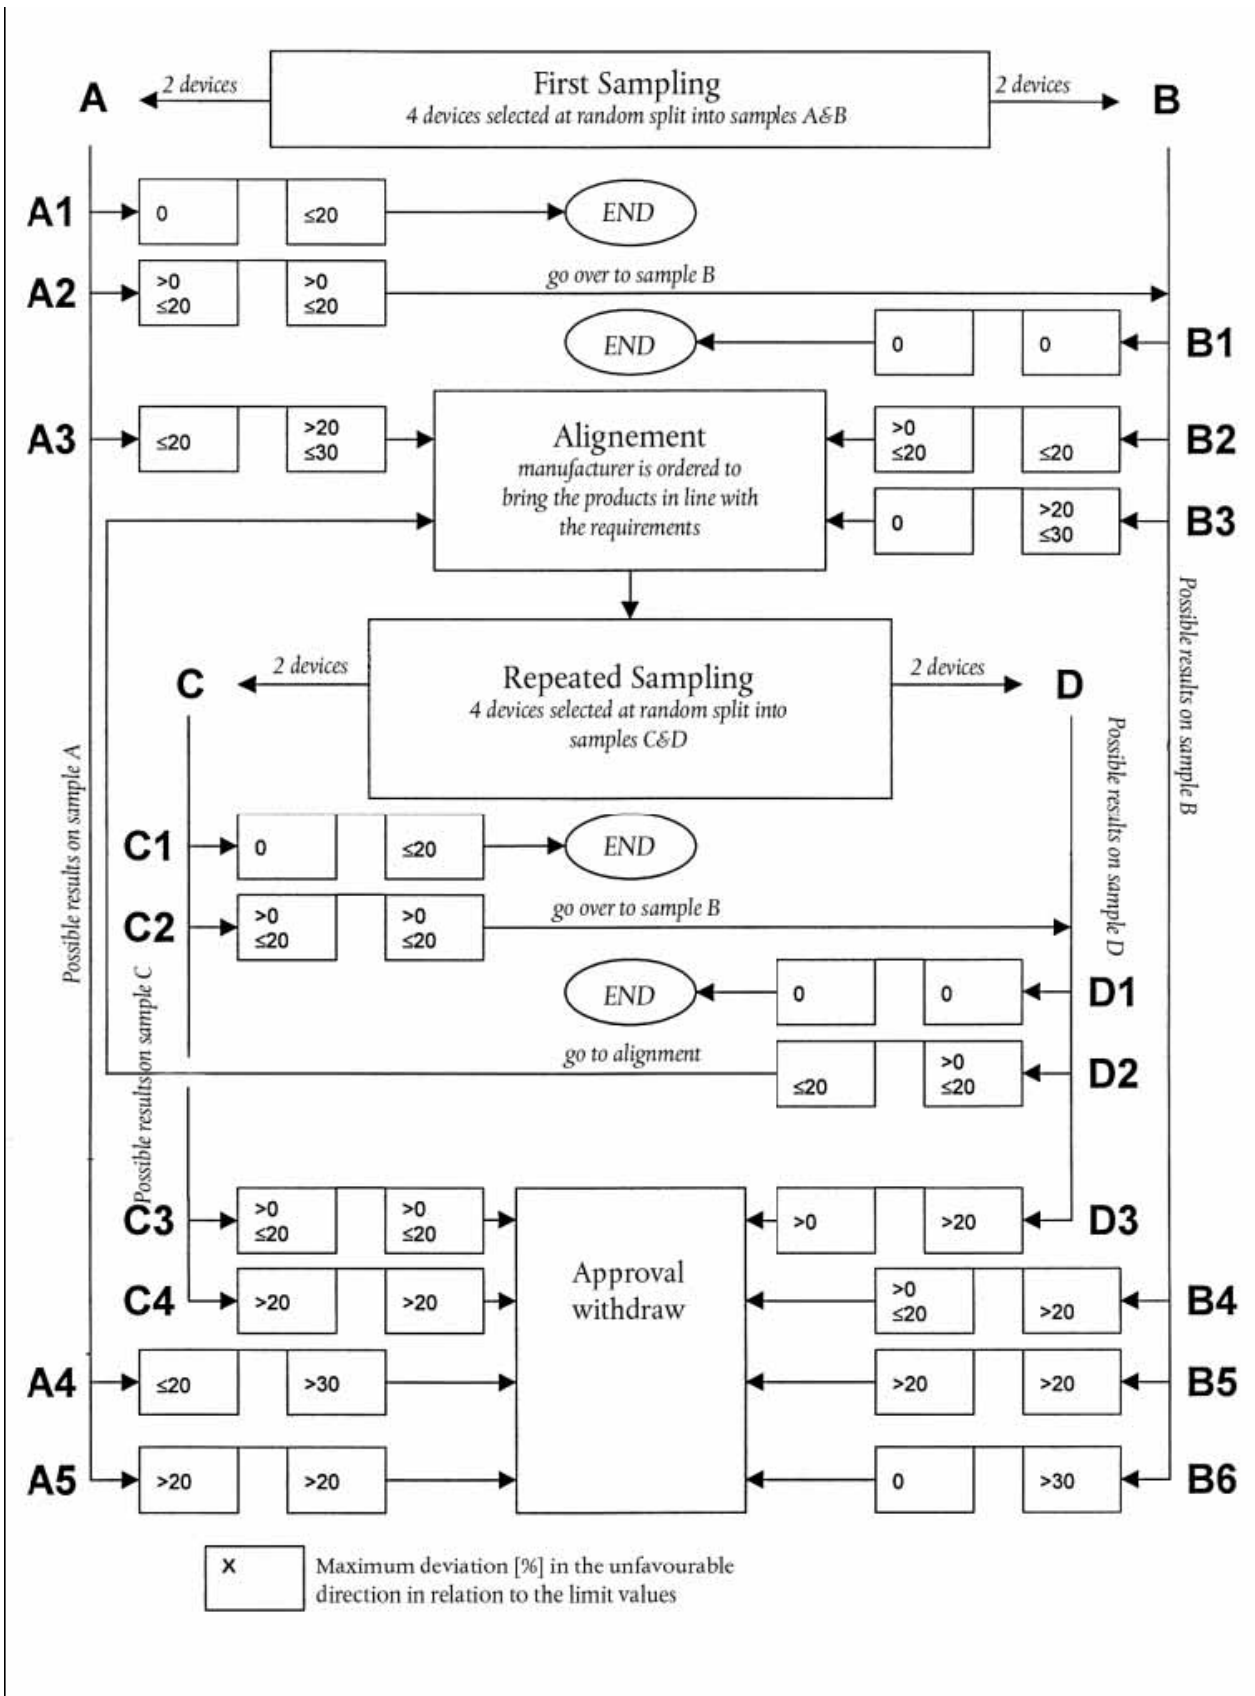 First Sampling
4 devices selected at random split into samples A&B
2 devices
2 devices
A
B
A1
0
≤20
END
A2
>0
≤20
>0
≤20
go over to sample B
END
0
0
B1
A3
≤20
>20
≤30
Alignement
manufacturer is ordered to
bring the products in line with
the requirements
>0
≤20
≤20
B2
0
>20
≤30
B3
Possible results on sample B
C
2 devices
Repeated Sampling
4 devices selected at random split into
samples C&D
2 devices
D
Possible results on sample A
Possible results on sample D
C1
0
≤20
END
C2
>0
≤20
>0
≤20
go over to sample B
Possible results on sample C
END
0
0
D1
go to alignment
≤20
>0
≤20
D2
C3
>0
≤20
>0
≤20
Approval
withdraw
>0
>20
D3
C4
>20
>20
>0
≤20
>20
B4
A4
≤20
>30
>20
>20
B5
A5
>20
>20
0
>30
B6
X
Maximum deviation [%] in the unfavourable
direction in relation to the limit values